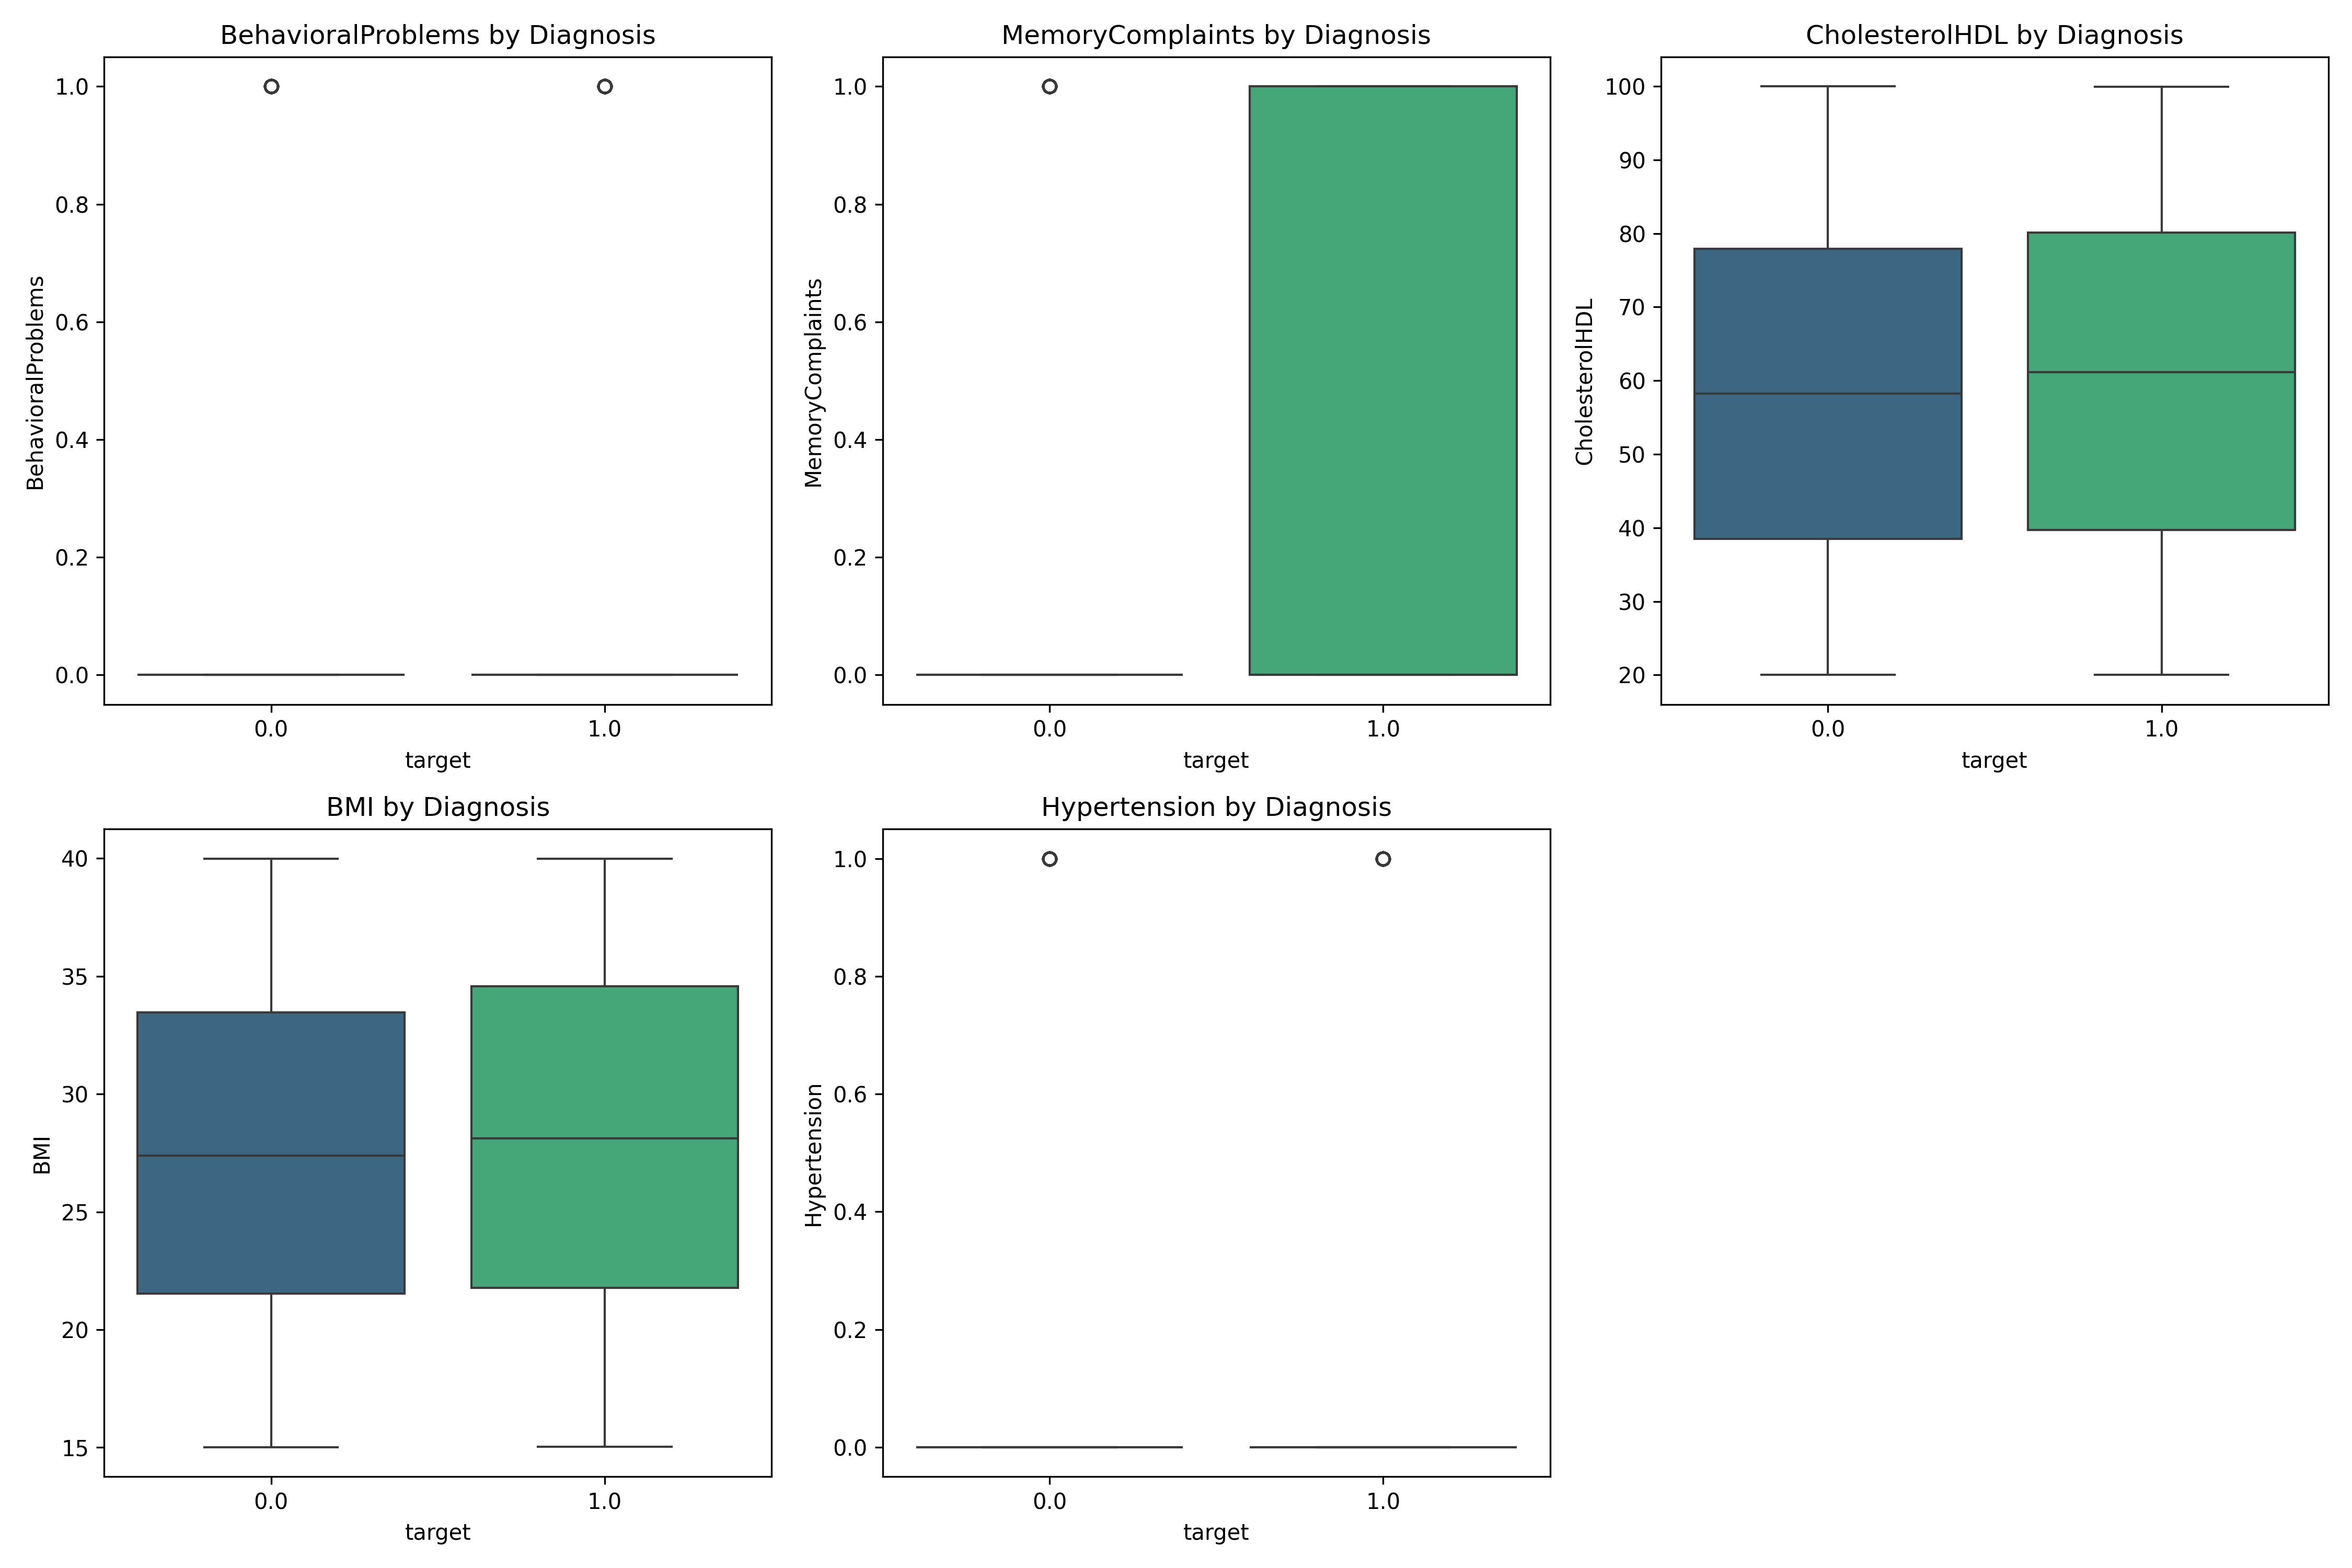 BehavioralProblems by Diagnosis
BehavioralProblems
1.0
0.8
0.6
0.4
0.2
0.0
0.0 1.0
target
MemoryComplaints by Diagnosis
MemoryComplaints
1.0
0.8
0.6
0.4
0.2
0.0
0.0 1.0
target
CholesterolHDL by Diagnosis
CholesterolHDL
100
90
80
70
60
50
40
30
20
0.0 1.0
target
BMI by Diagnosis
BMI
40
35
30
25
20
15
0.0 1.0
target
Hypertension by Diagnosis
Hypertension
1.0
0.8
0.6
0.4
0.2
0.0
0.0 1.0
target